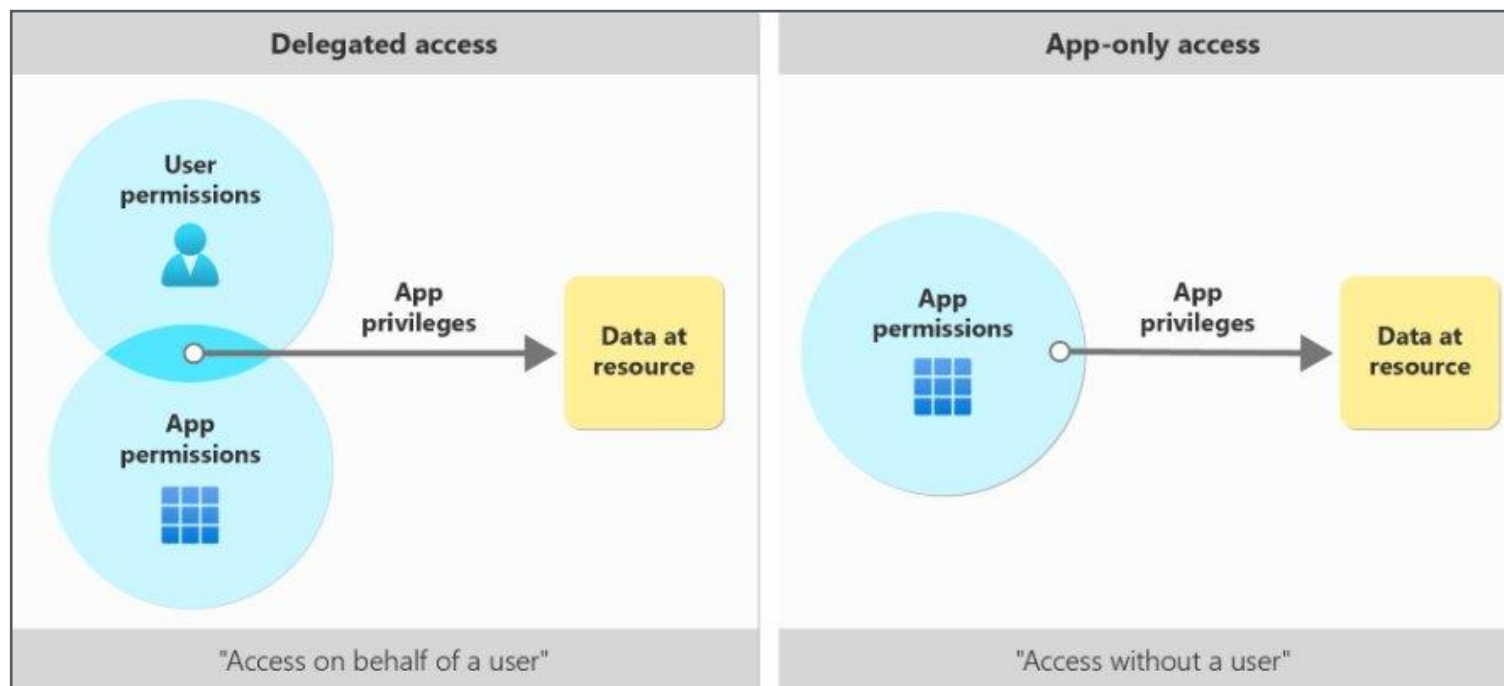 Delegated access
User
permissions
App
privileges
Data at
resource
App
permissions
"Access on behalf of a user"
App-only access
App
permissions
App
privileges
Data at
resource
"Access without a user"